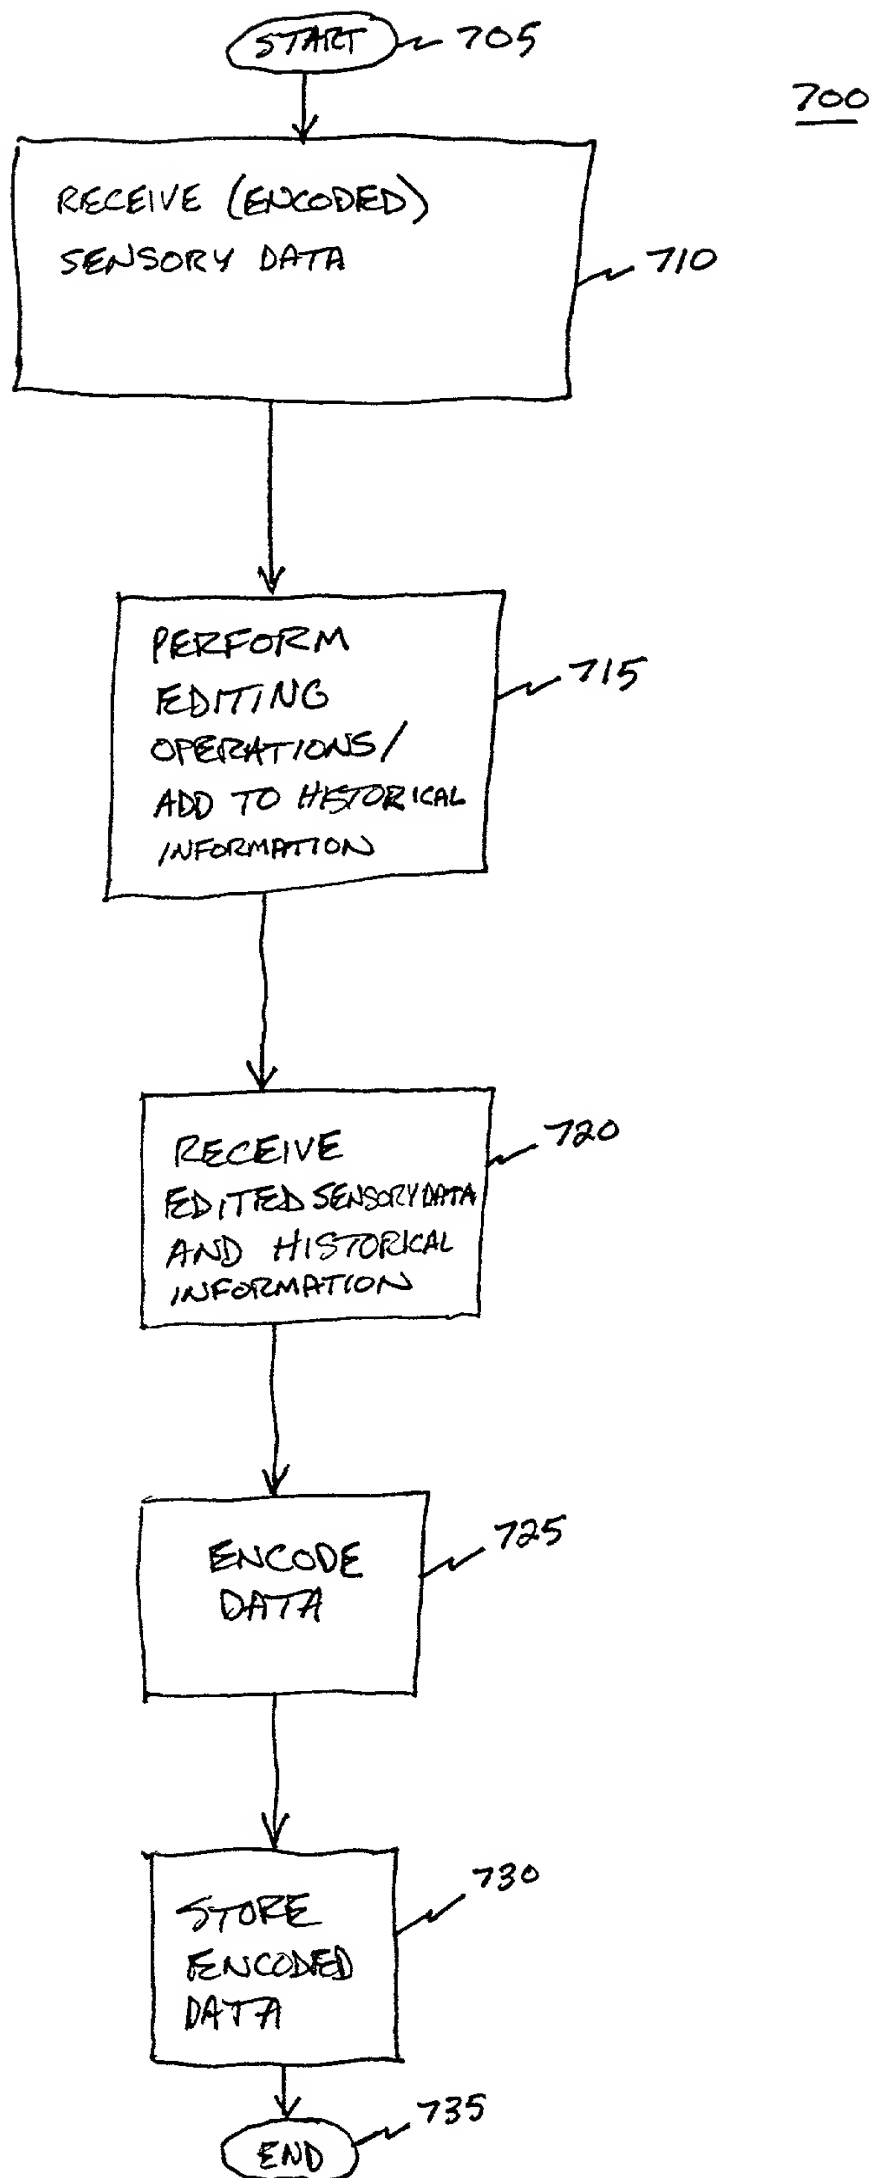 START 705
700
RECEIVE (ENCODED)
SENSORY DATA
710
PERFORM
EDITING
OPERATIONS/
ADD TO HISTORICAL
INFORMATION
715
RECEIVE
EDITED SENSORY DATA
AND HISTORICAL
INFORMATION
720
ENCODE
DATA
725
STORE
ENCODED
DATA
730
END
735